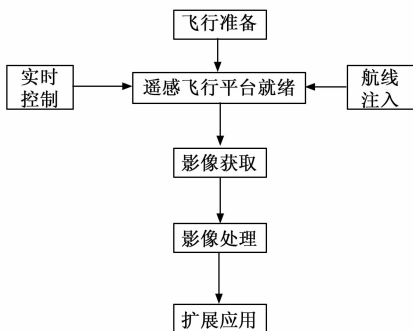 飞行准备
实时
控制
遥感飞行平台就绪
航线
注入
影像获取
影像处理
扩展应用